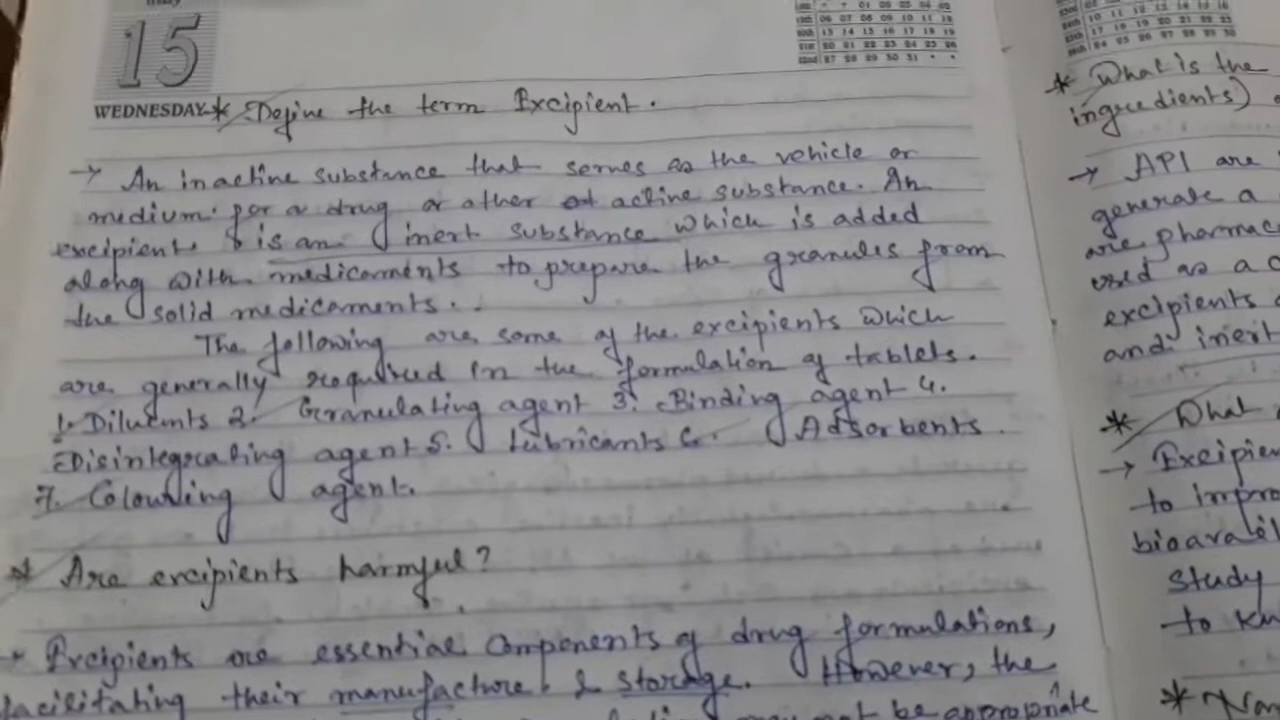 15
WEDNESDAY * Define the term Excipient.
→ An inactive substance that serves as the vehicle or
medium for a drug or other active substance. An
excipient is an inert substance which is added
along with medicaments to prepare the granules from
the solid medicaments.
The following are some of the excipients which
are generally required in the formulation of tablets.
1. Diluents 2. Granulating agent 3. Binding agent 4.
Disintegrating agent 5. Lubricants 6. Adsorbents.
7. Colouring agent.
* Are excipients harmful?
→ Excipients are essential components of drug formulations,
facilitating their manufacture & storage. However, the
may not be appropriate
* What is the
ingredients)
→ API are
generate a
are pharmac
used as a
excipients
and inert
* What
→ Excipien
to impro
bioavail
study
to kn